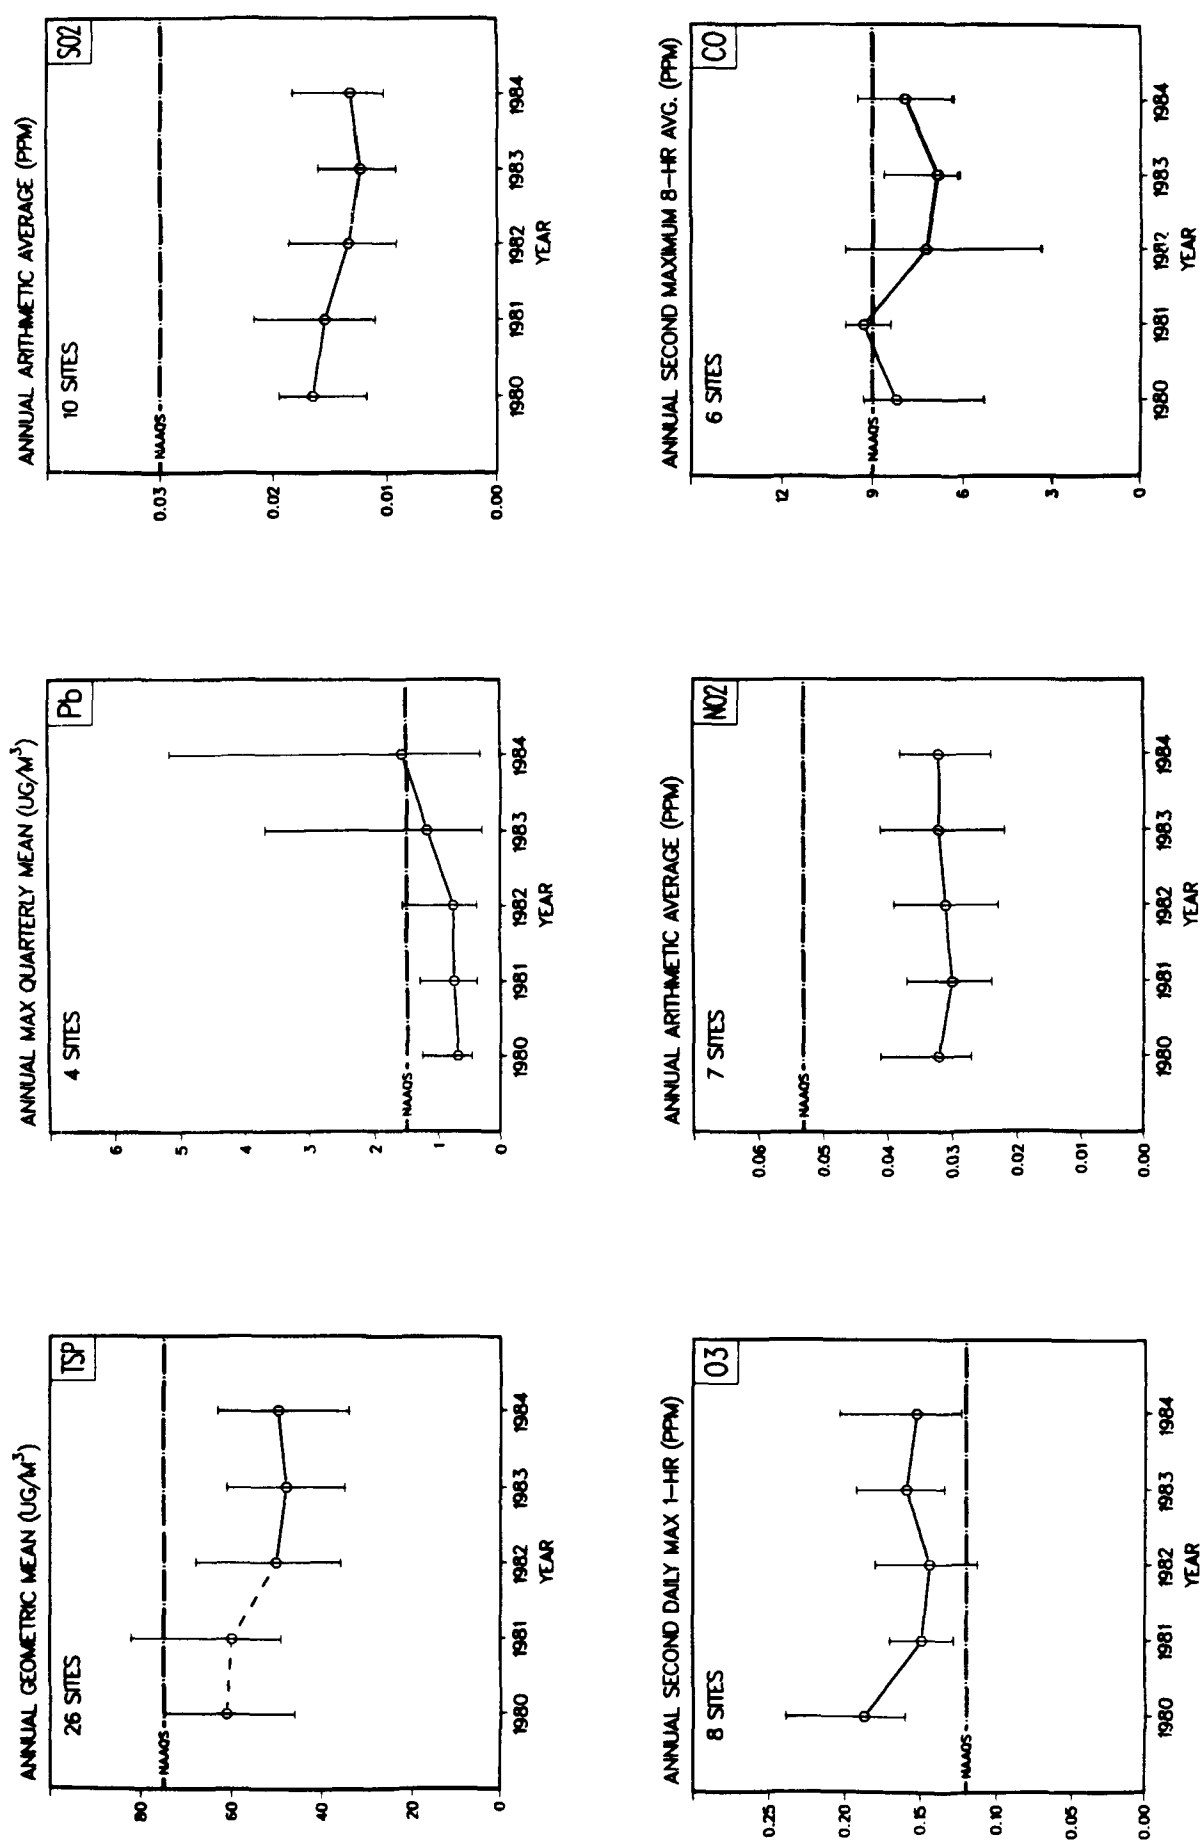 ANNUAL GEOMETRIC MEAN (UG/M³)
TSP
26 SITES
NAAQS
80
60
40
20
0
1980 1981 1982 1983 1984
YEAR
ANNUAL MAX QUARTERLY MEAN (UG/M³)
Pb
4 SITES
NAAQS
6
5
4
3
2
1
0
1980 1981 1982 1983 1984
YEAR
ANNUAL ARITHMETIC AVERAGE (PPM)
SO2
10 SITES
NAAQS
0.03
0.02
0.01
0.00
1980 1981 1982 1983 1984
YEAR
ANNUAL SECOND DAILY MAX 1-HR (PPM)
O3
8 SITES
NAAQS
0.25
0.20
0.15
0.10
0.05
0.00
1980 1981 1982 1983 1984
YEAR
ANNUAL ARITHMETIC AVERAGE (PPM)
NO2
7 SITES
NAAQS
0.06
0.05
0.04
0.03
0.02
0.01
0.00
1980 1981 1982 1983 1984
YEAR
ANNUAL SECOND MAXIMUM 8-HR AVG. (PPM)
CO
6 SITES
NAAQS
12
9
6
3
0
1980 1981 1982 1983 1984
YEAR